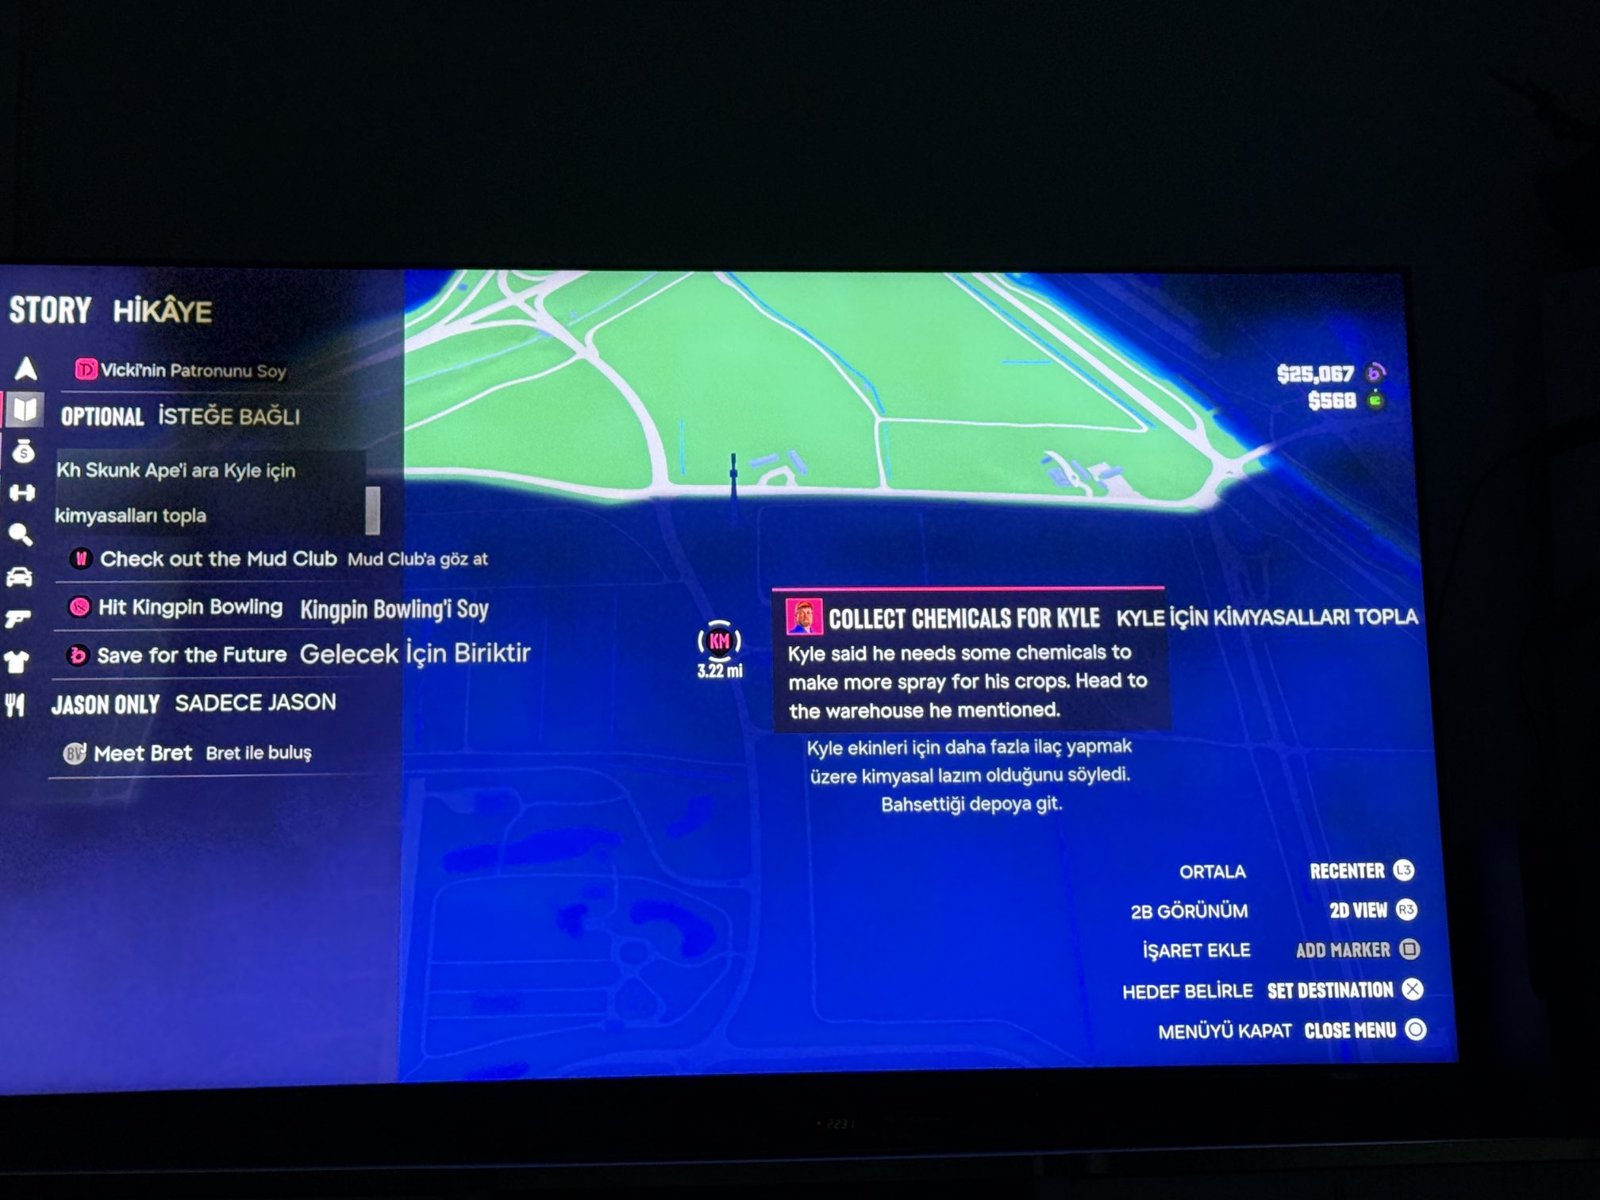 STORY HİKÂYE
Vicki'nin Patronunu Soy
OPTIONAL İSTEĞE BAĞLI
Kh Skunk Ape'i ara Kyle için
kimyasalları topla
Check out the Mud Club Mud Club'a göz at
Hit Kingpin Bowling Kingpin Bowling'i Soy
Save for the Future Gelecek İçin Biriktir
JASON ONLY SADECE JASON
Meet Bret Bret ile buluş
$25,067
$568
KM
3.22 mi
COLLECT CHEMICALS FOR KYLE KYLE İÇİN KİMYASALLARI TOPLA
Kyle said he needs some chemicals to
make more spray for his crops. Head to
the warehouse he mentioned.
Kyle ekinleri için daha fazla ilaç yapmak
üzere kimyasal lazım olduğunu söyledi.
Bahsettiği depoya git.
ORTALA RECENTER L3
2B GÖRÜNÜM 2D VIEW R3
İŞARET EKLE ADD MARKER
HEDEF BELİRLE SET DESTINATION
MENÜYÜ KAPAT CLOSE MENU